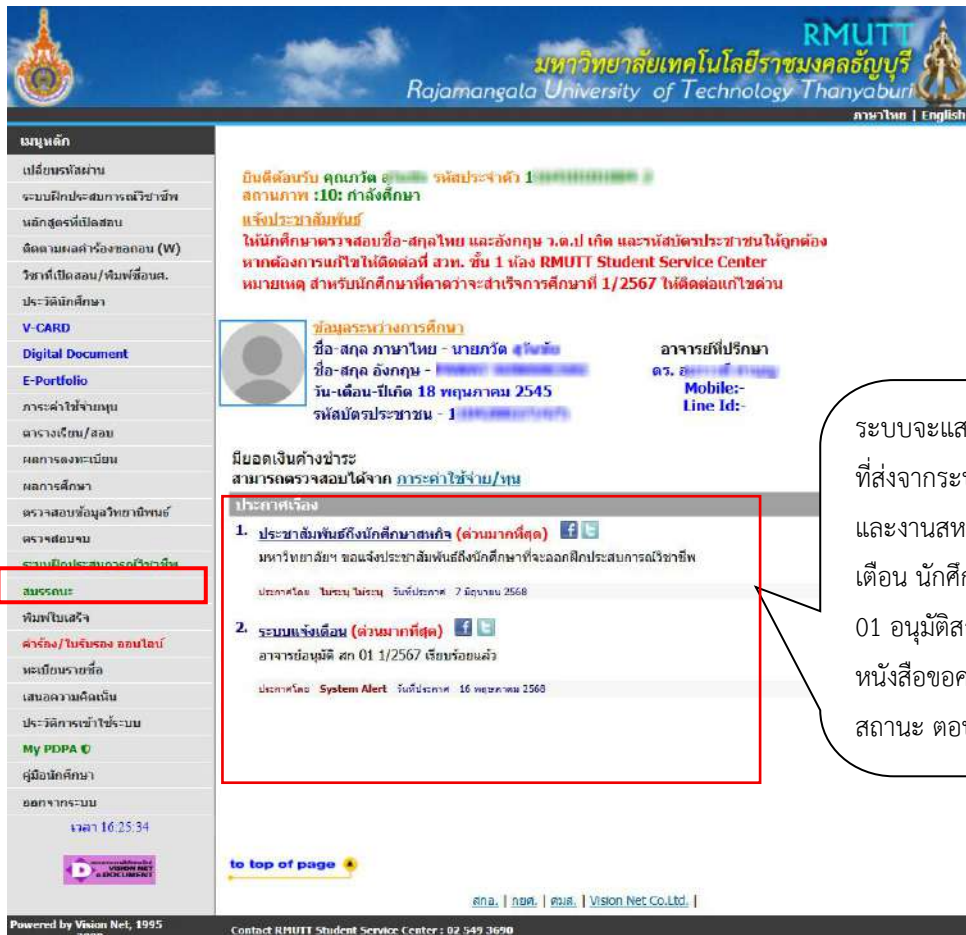 RMUTT
มหาวิทยาลัยเทคโนโลยีราชมงคลธัญบุรี
Rajamangala University of Technology Thanyaburi
ภาษาไทย | English
เมนูหลัก
เปลี่ยนรหัสผ่าน
ระบบฝึกประสบการณ์วิชาชีพ
หลักสูตรที่เปิดสอน
ติดตามผลคำร้องขอถอน (W)
วิชาที่เปิดสอน/พิมพ์ชื่อนศ.
ประวัตินักศึกษา
V-CARD
Digital Document
E-Portfolio
ภาระค่าใช้จ่ายทุน
ตารางเรียน/สอบ
ผลการลงทะเบียน
ผลการศึกษา
ตรวจสอบข้อมูลวิทยานิพนธ์
ตรวจสอบจบ
ระบบฝึกประสบการณ์วิชาชีพ
สมรรถนะ
พิมพ์ใบเสร็จ
คำร้อง/ใบรับรอง ออนไลน์
ทะเบียนรายชื่อ
เสนอความคิดเห็น
ประวัติการเข้าใช้ระบบ
My PDPA
คู่มือนักศึกษา
ออกจากระบบ
เวลา 16:25:34
VISION NET
e-DOCUMENT
ยินดีต้อนรับ คุณภวัต รหัสประจำตัว 1
สถานภาพ :10: กำลังศึกษา
แจ้งประชาสัมพันธ์
ให้นักศึกษาตรวจสอบชื่อ-สกุลไทย และอังกฤษ ว.ด.ป เกิด และรหัสบัตรประชาชนให้ถูกต้อง
หากต้องการแก้ไขให้ติดต่อที่ สวท. ชั้น 1 ห้อง RMUTT Student Service Center
หมายเหตุ สำหรับนักศึกษาที่คาดว่าจะสำเร็จการศึกษาที่ 1/2567 ให้ติดต่อแก้ไขด่วน
ข้อมูลระหว่างการศึกษา
ชื่อ-สกุล ภาษาไทย - นายภวัต
ชื่อ-สกุล อังกฤษ -
วัน-เดือน-ปีเกิด 18 พฤษภาคม 2545
รหัสบัตรประชาชน - 1
อาจารย์ที่ปรึกษา
ดร.
Mobile:-
Line Id:-
มียอดเงินค้างชำระ
สามารถตรวจสอบได้จาก ภาระค่าใช้จ่าย/ทุน
ประกาศเรื่อง
1. ประชาสัมพันธ์ถึงนักศึกษาสหกิจ (ด่วนมากที่สุด)
มหาวิทยาลัยฯ ขอแจ้งประชาสัมพันธ์ถึงนักศึกษาที่จะออกฝึกประสบการณ์วิชาชีพ
ประกาศโดย ไม่ระบุ ไม่ระบุ วันที่ประกาศ 7 มิถุนายน 2568
2. ระบบแจ้งเตือน (ด่วนมากที่สุด)
อาจารย์อนุมัติ สก 01 1/2567 เรียบร้อยแล้ว
ประกาศโดย System Alert วันที่ประกาศ 16 พฤษภาคม 2568
ระบบจะแส
ที่ส่งจากระ
และงานสห
เตือน นักศึ
01 อนุมัติส
หนังสือขอค
สถานะ ตอ
to top of page
สกอ. | กยศ. | ศมส. | Vision Net Co.Ltd. |
Powered by Vision Net, 1995
Contact RMUTT Student Service Center : 02 549 3690